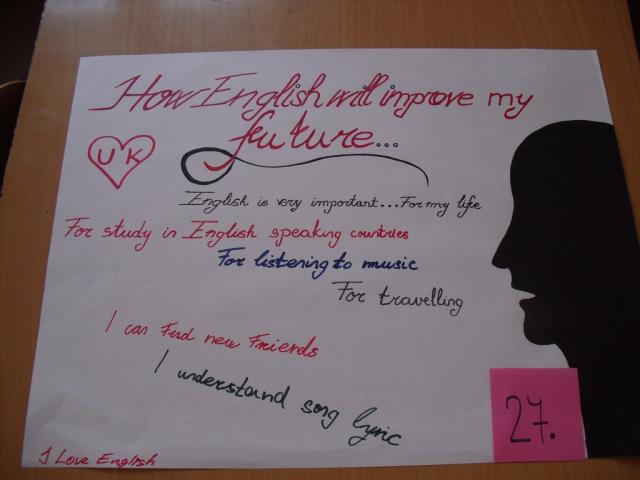 How English will improve my
future...
UK
English is very important...For my life
For study in English speaking countries
For listening to music
For travelling
I can Find new Friends
I understand song lyric
27.
I Love English